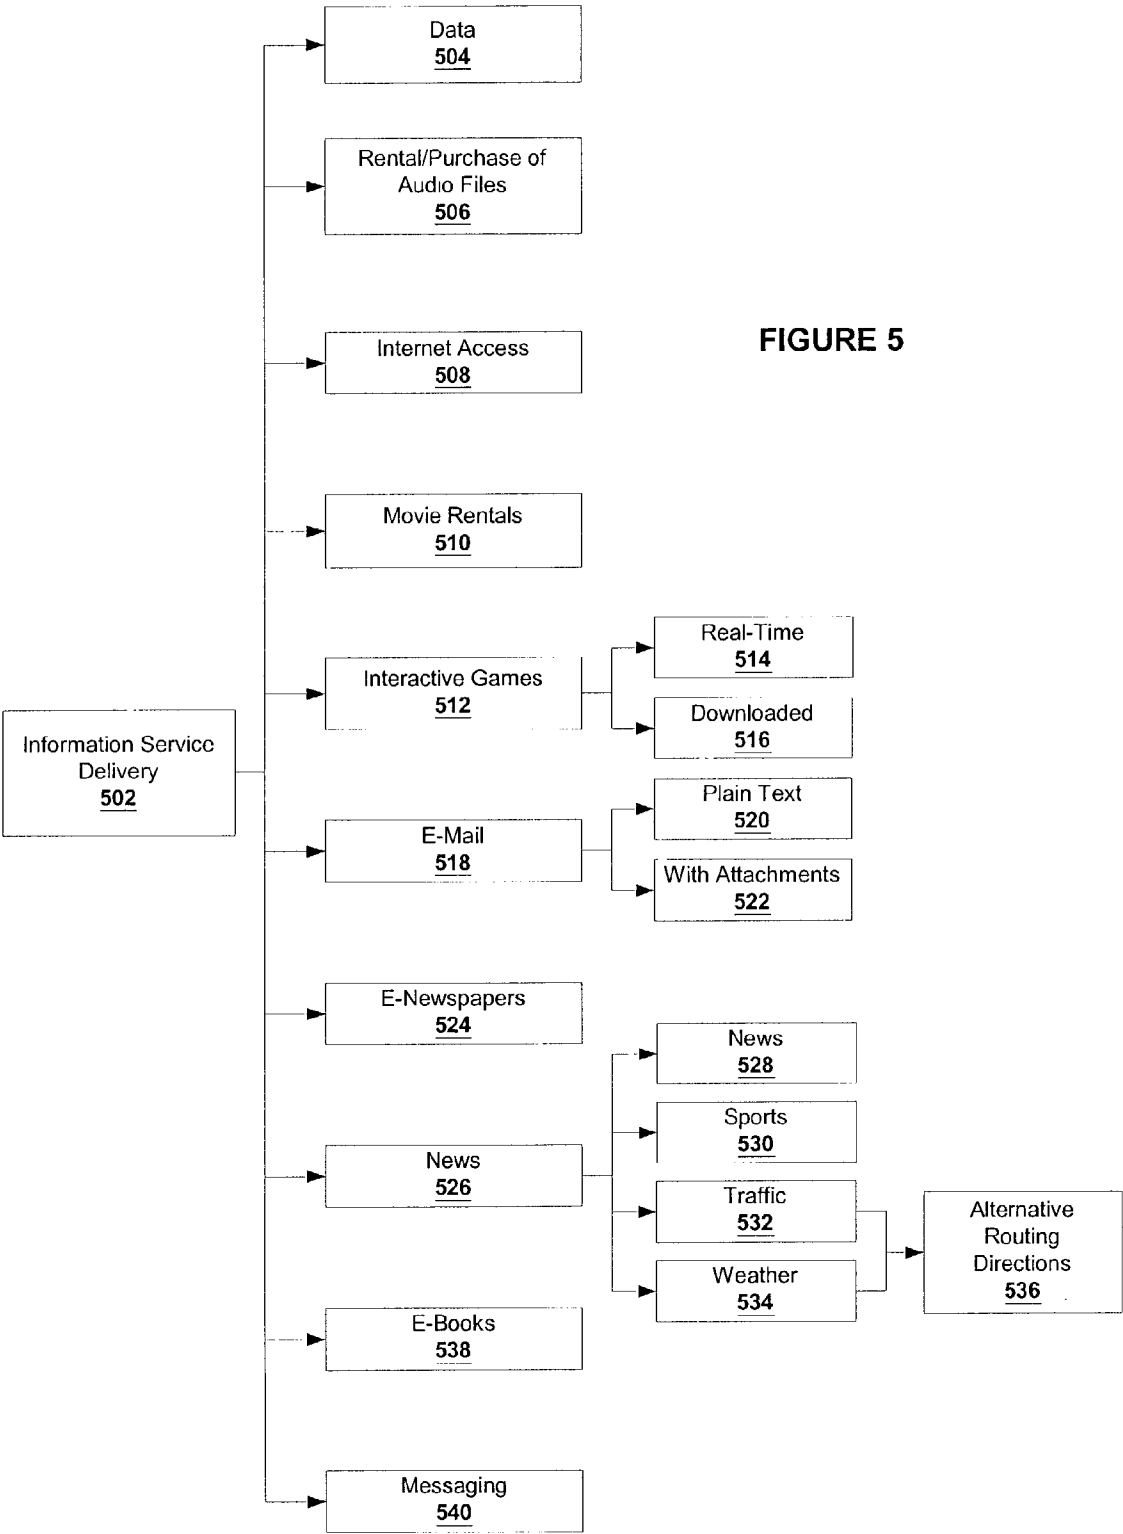 Data
504
Rental/Purchase of
Audio Files
506
Internet Access
508
FIGURE 5
Movie Rentals
510
Interactive Games
512
Real-Time
514
Downloaded
516
Information Service
Delivery
502
E-Mail
518
Plain Text
520
With Attachments
522
E-Newspapers
524
News
526
News
528
Sports
530
Traffic
532
Weather
534
Alternative
Routing
Directions
536
E-Books
538
Messaging
540